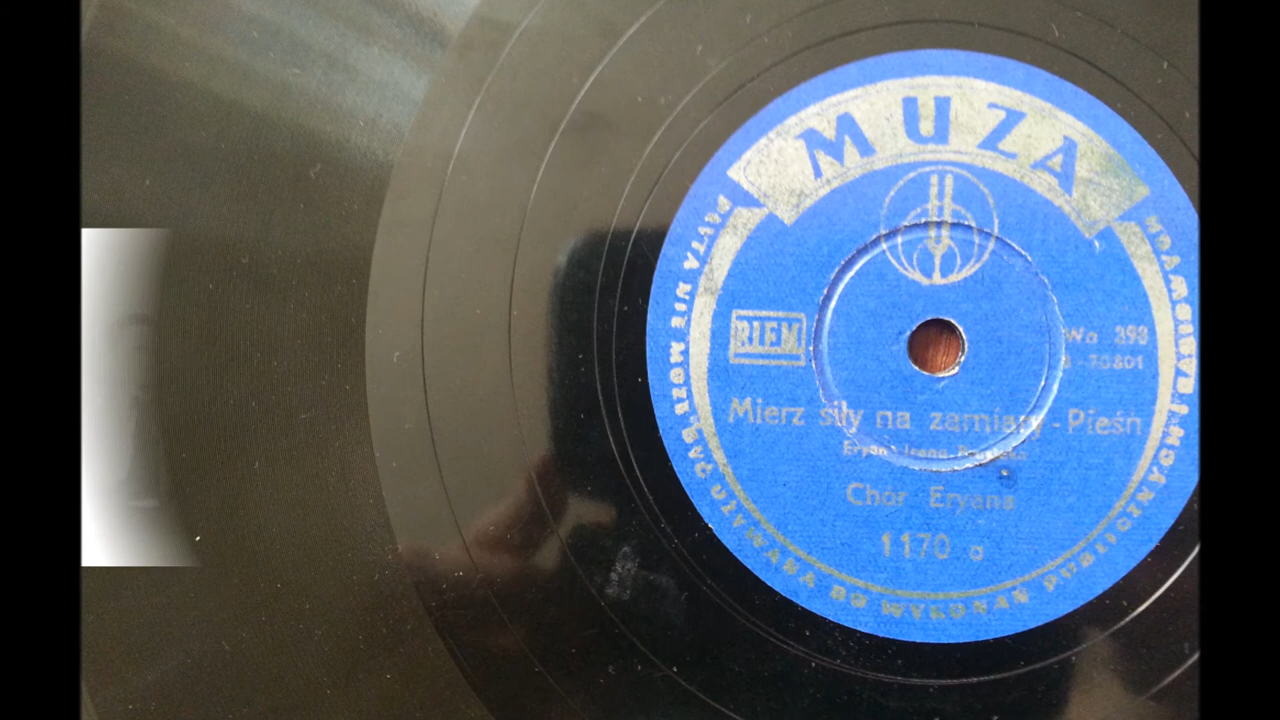 MUZA
BIEM
Wa 393
Mierz siły na zamiary - Pieśń
Chór Eryana
1170 a
PŁYTA NIE MOŻE BYĆ UŻYWANA DO WYKONAŃ PUBLICZNYCH I